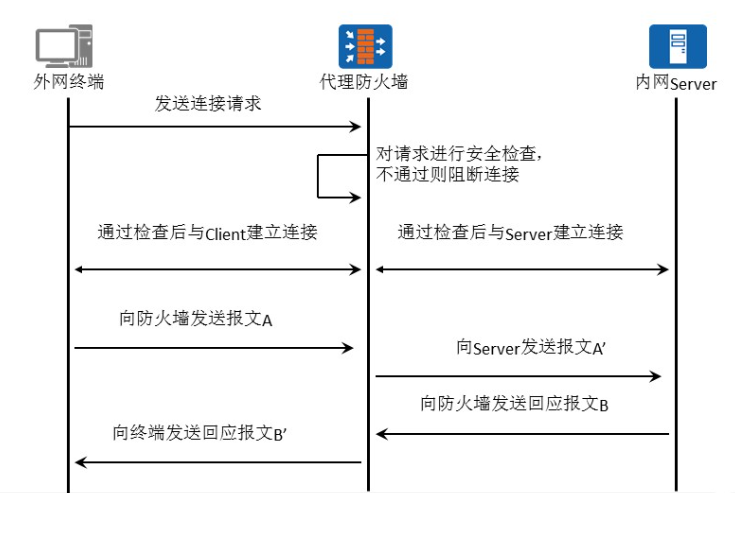 外网终端
代理防火墙
内网Server
发送连接请求
对请求进行安全检查,
不通过则阻断连接
通过检查后与Client建立连接
通过检查后与Server建立连接
向防火墙发送报文A
向Server发送报文A'
向防火墙发送回应报文B
向终端发送回应报文B'